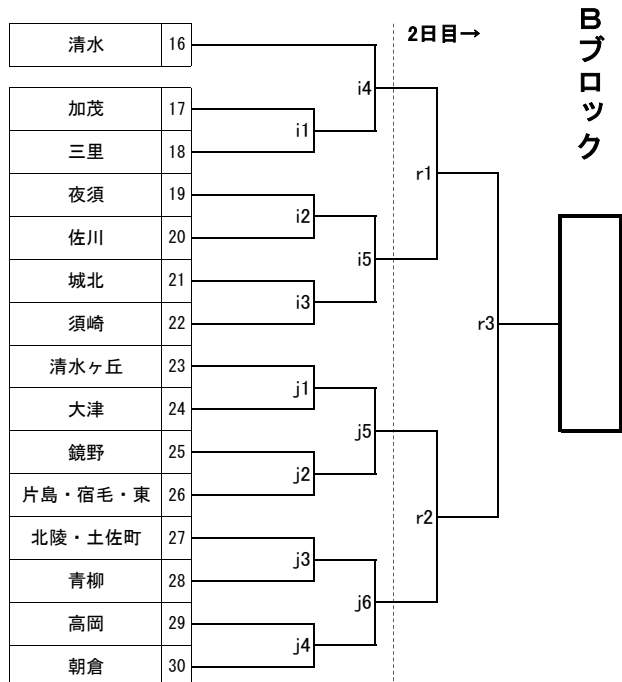 Bブロック
2日目→
清水 16
加茂 17
三里 18
夜須 19
佐川 20
城北 21
須崎 22
清水ヶ丘 23
大津 24
鏡野 25
片島・宿毛・東 26
北陵・土佐町 27
青柳 28
高岡 29
朝倉 30
i4
i1
r1
i2
i5
i3
r3
j1
j5
j2
r2
j3
j6
j4